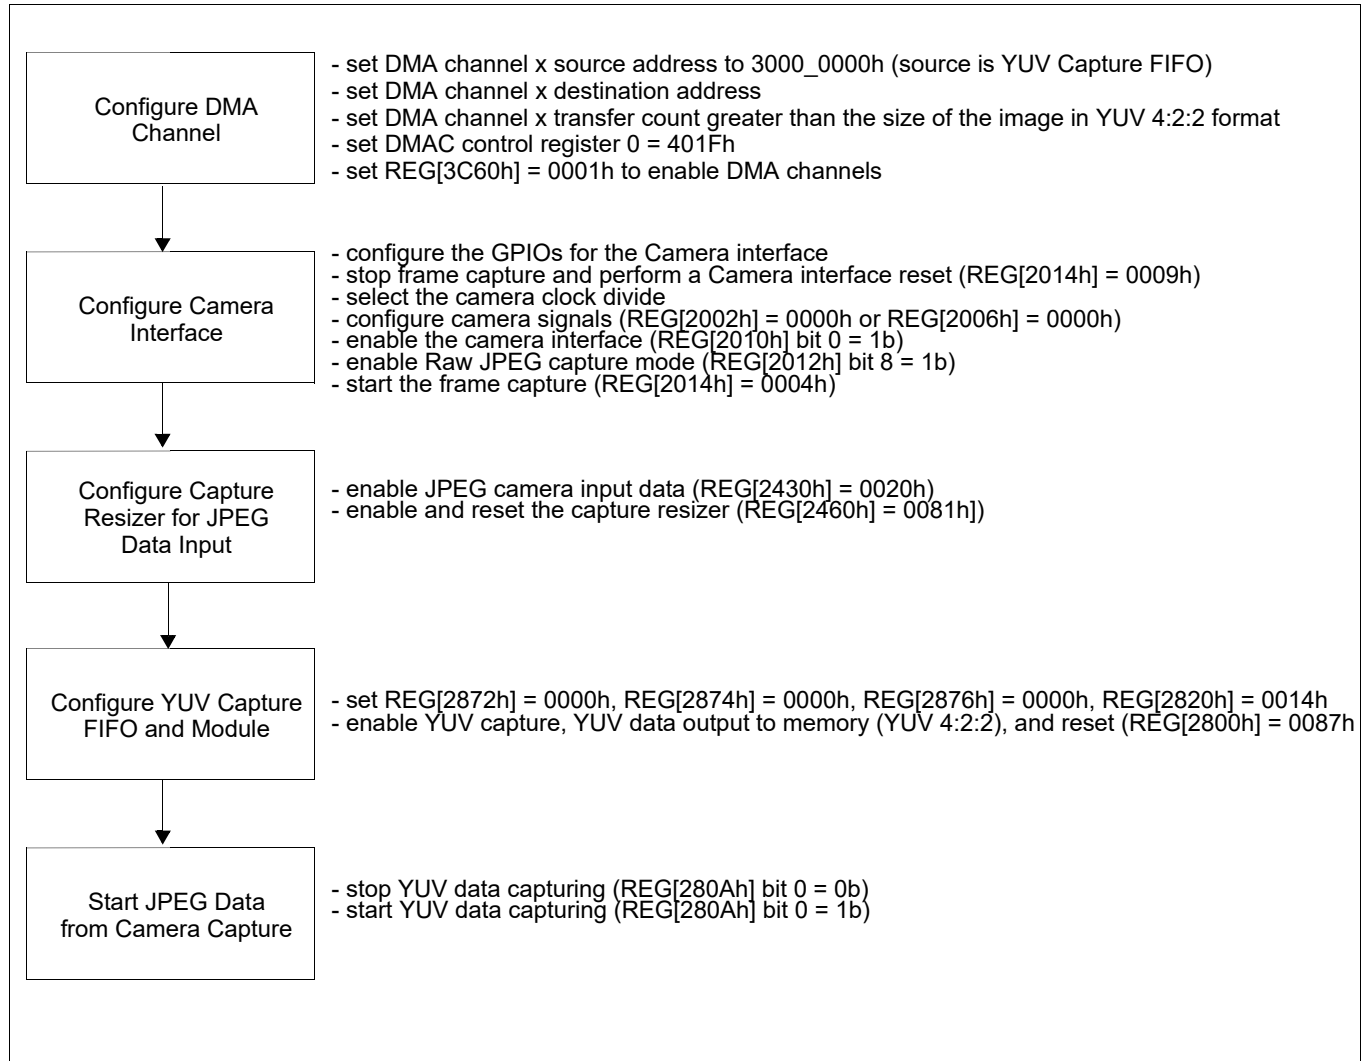 Configure DMA
Channel
- set DMA channel x source address to 3000_0000h (source is YUV Capture FIFO)
- set DMA channel x destination address
- set DMA channel x transfer count greater than the size of the image in YUV 4:2:2 format
- set DMAC control register 0 = 401Fh
- set REG[3C60h] = 0001h to enable DMA channels
Configure Camera
Interface
- configure the GPIOs for the Camera interface
- stop frame capture and perform a Camera interface reset (REG[2014h] = 0009h)
- select the camera clock divide
- configure camera signals (REG[2002h] = 0000h or REG[2006h] = 0000h)
- enable the camera interface (REG[2010h] bit 0 = 1b)
- enable Raw JPEG capture mode (REG[2012h] bit 8 = 1b)
- start the frame capture (REG[2014h] = 0004h)
Configure Capture
Resizer for JPEG
Data Input
- enable JPEG camera input data (REG[2430h] = 0020h)
- enable and reset the capture resizer (REG[2460h] = 0081h])
Configure YUV Capture
FIFO and Module
- set REG[2872h] = 0000h, REG[2874h] = 0000h, REG[2876h] = 0000h, REG[2820h] = 0014h
- enable YUV capture, YUV data output to memory (YUV 4:2:2), and reset (REG[2800h] = 0087h
Start JPEG Data
from Camera Capture
- stop YUV data capturing (REG[280Ah] bit 0 = 0b)
- start YUV data capturing (REG[280Ah] bit 0 = 1b)